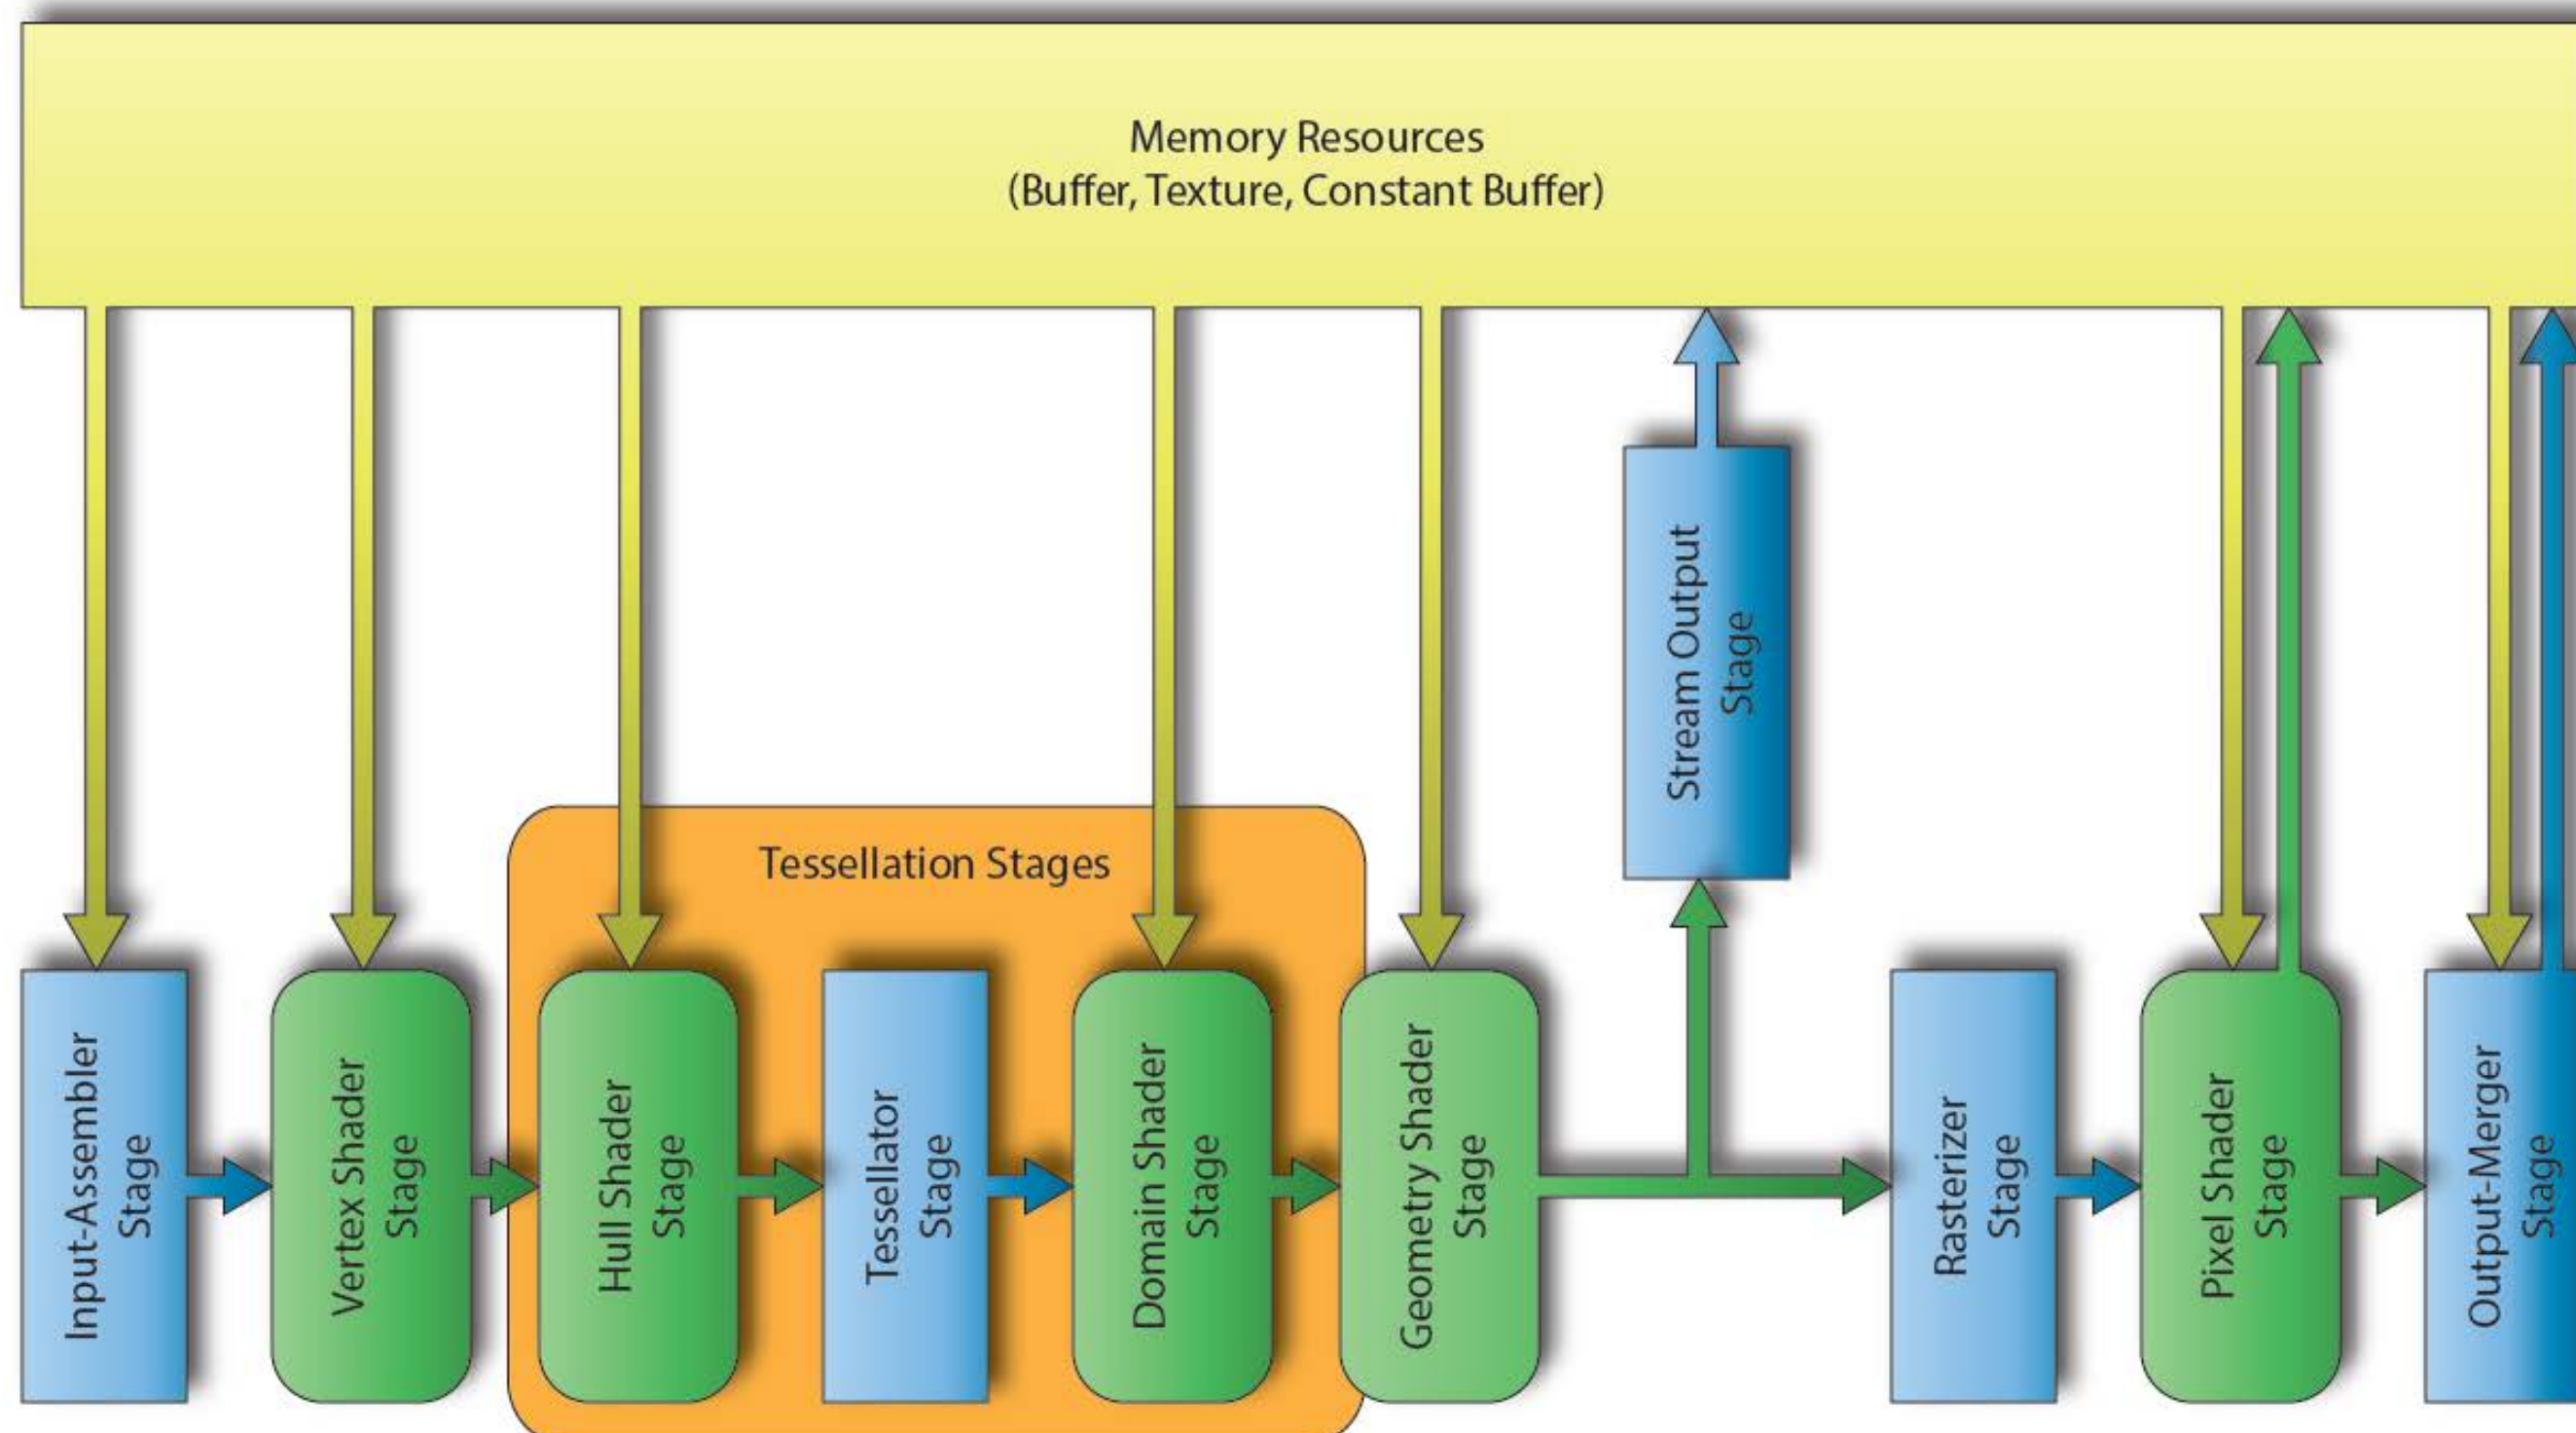 Memory Resources
(Buffer, Texture, Constant Buffer)
Stream Output
Stage
Tessellation Stages
Input-Assembler
Stage
Vertex Shader
Stage
Hull Shader
Stage
Tessellator
Stage
Domain Shader
Stage
Geometry Shader
Stage
Rasterizer
Stage
Pixel Shader
Stage
Output-Merger
Stage